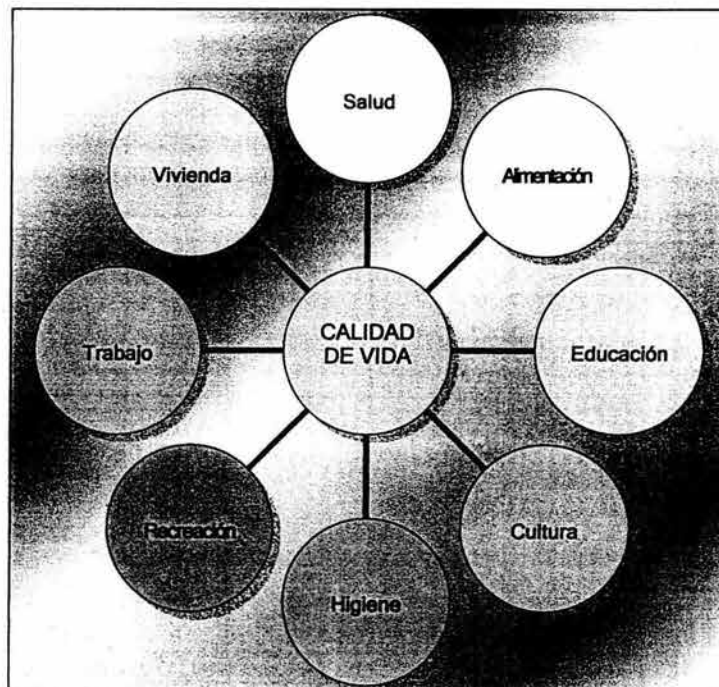 Salud
Alimentación
Educación
Cultura
Higiene
Recreación
Trabajo
Vivienda
CALIDAD
DE VIDA